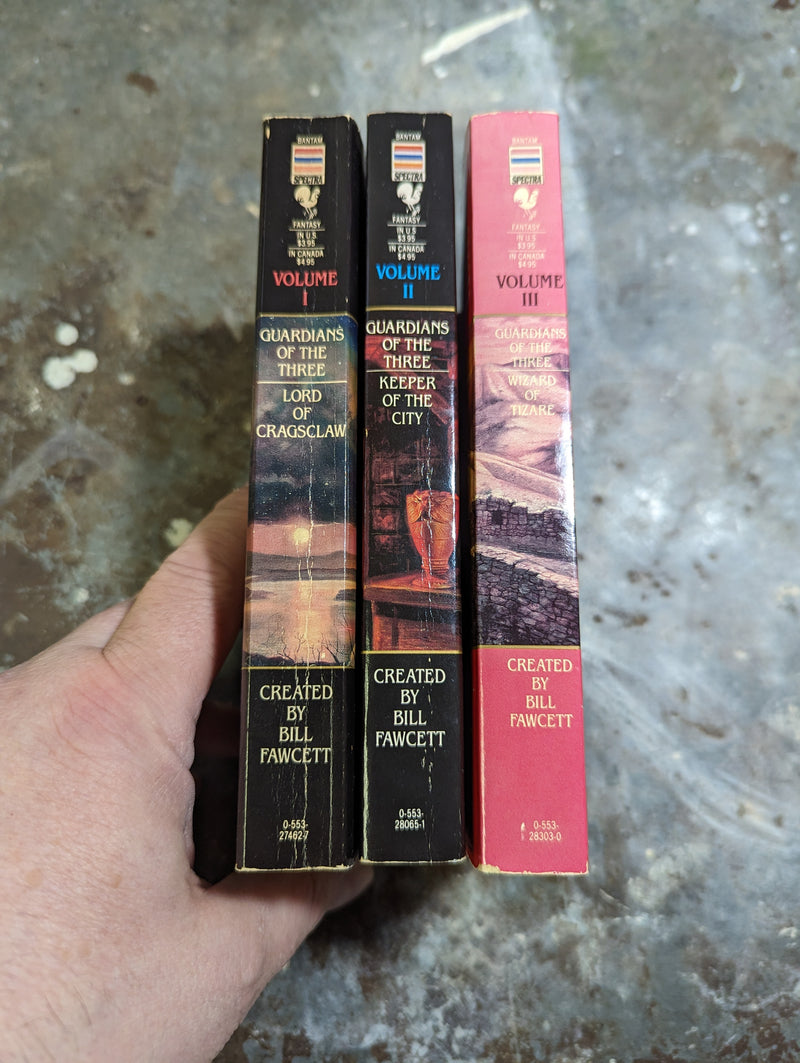 BANTAM
SPECTRA
FANTASY
IN U.S.
$3.95
IN CANADA
$4.95
VOLUME
I
GUARDIANS
OF THE
THREE
LORD
OF
CRAGSCLAW
CREATED
BY
BILL
FAWCETT
0-553-
27462-7
BANTAM
SPECTRA
FANTASY
IN U.S.
$3.95
IN CANADA
$4.95
VOLUME
II
GUARDIANS
OF THE
THREE
KEEPER
OF THE
CITY
CREATED
BY
BILL
FAWCETT
0-553-
28065-1
BANTAM
SPECTRA
FANTASY
IN U.S.
$3.95
IN CANADA
$4.95
VOLUME
III
GUARDIANS
OF THE
THREE
WIZARD
OF
TIZARE
CREATED
BY
BILL
FAWCETT
0-553-
28303-0